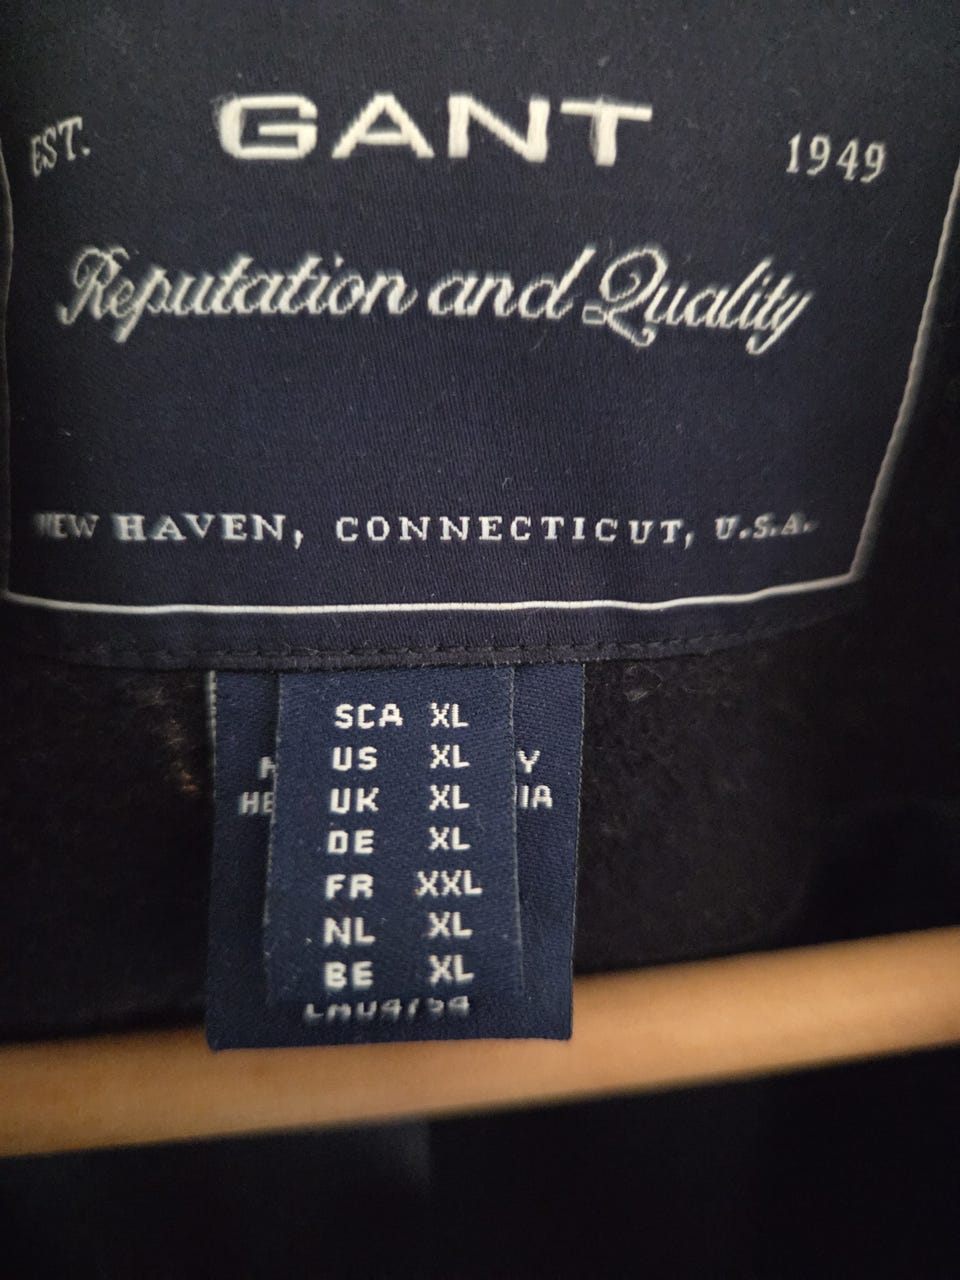 GANT
EST. 1949
Reputation and Quality
NEW HAVEN, CONNECTICUT, U.S.A.
SCA XL
US XL
UK XL
DE XL
FR XXL
NL XL
BE XL